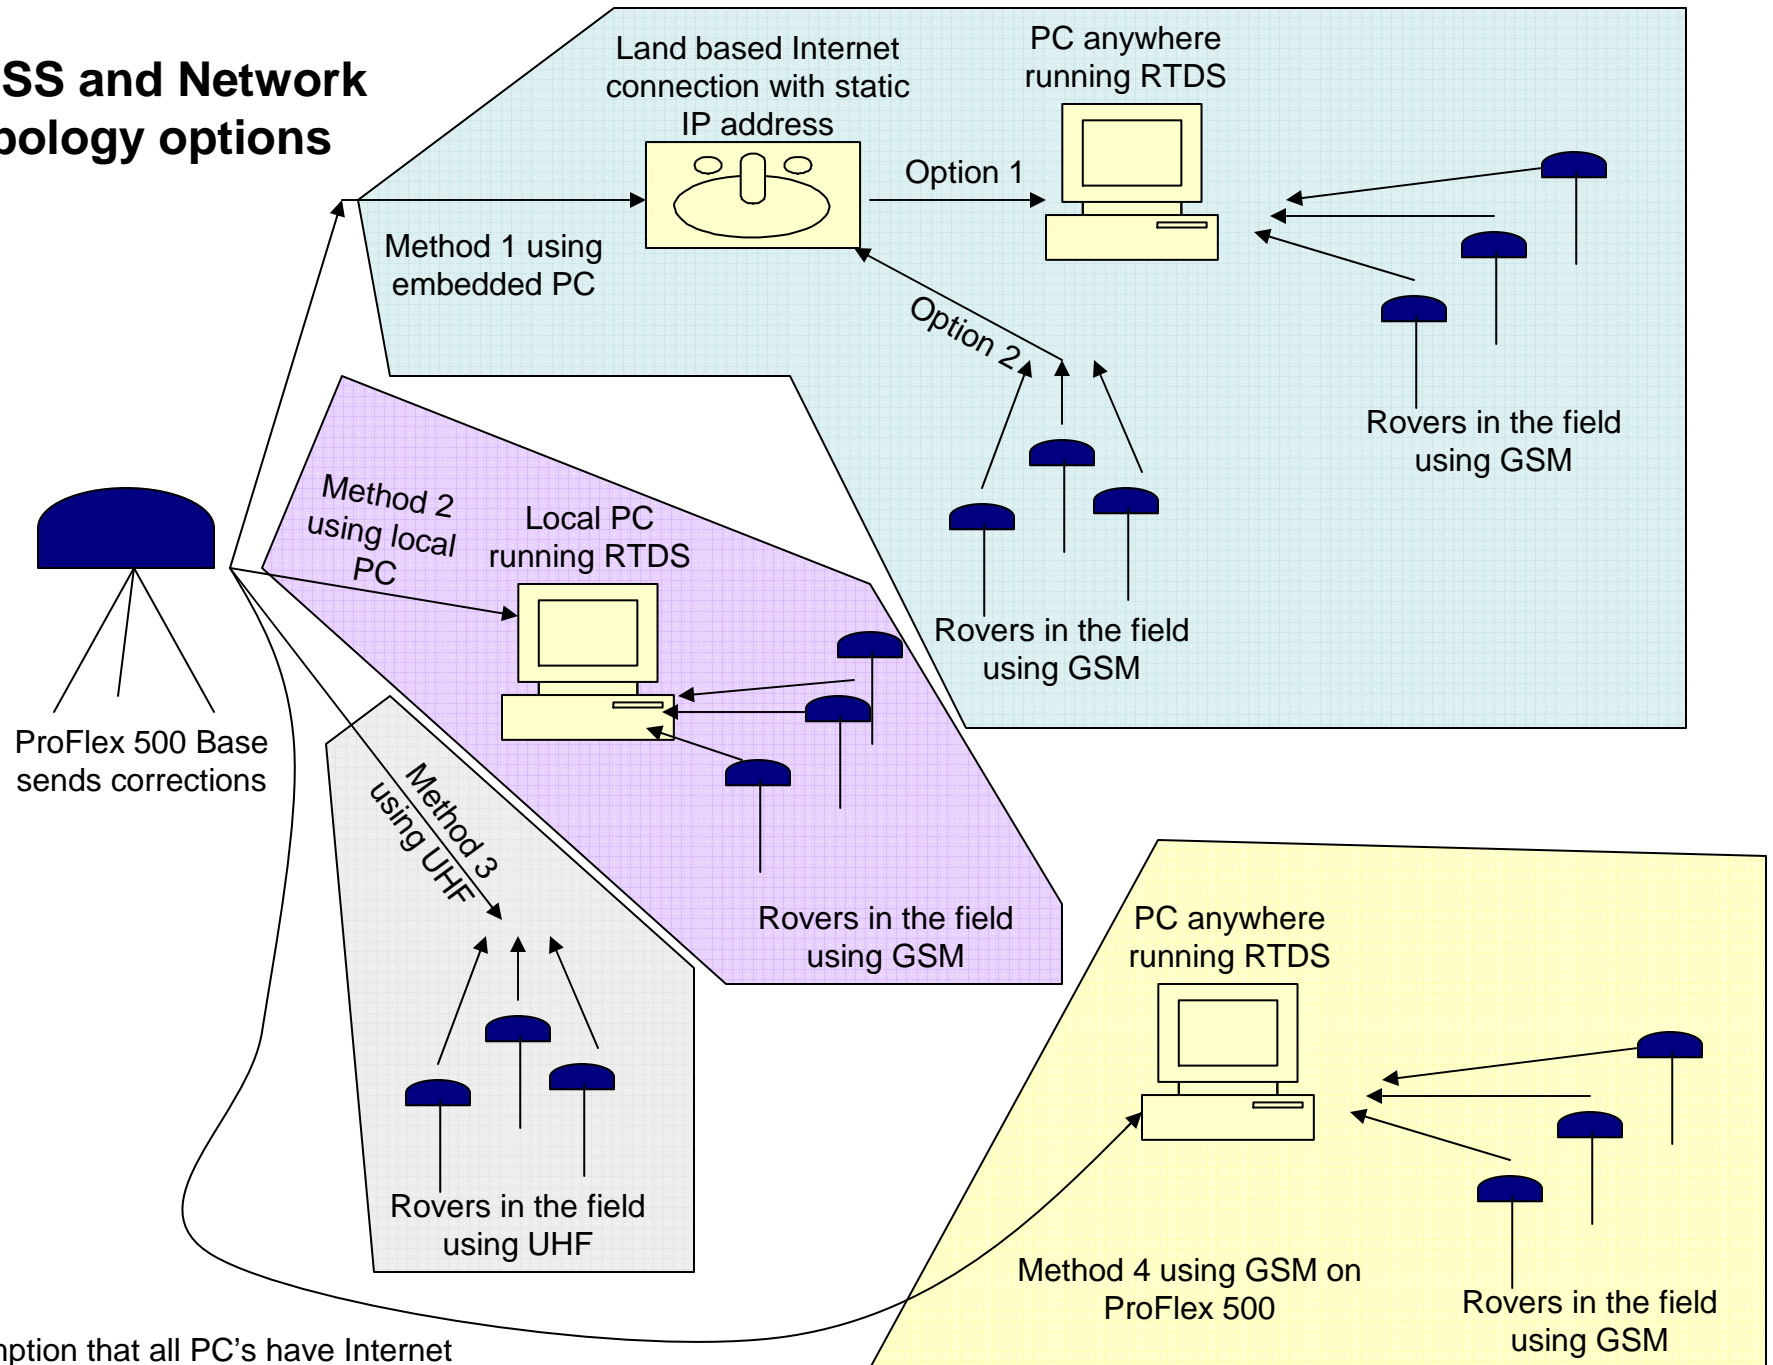 SS and Network
pology options
Land based Internet
connection with static
IP address
PC anywhere
running RTDS
Option 1
Method 1 using
embedded PC
Option 2
Rovers in the field
using GSM
Rovers in the field
using GSM
Method 2
using local
PC
Local PC
running RTDS
Rovers in the field
using GSM
ProFlex 500 Base
sends corrections
Method 3
using UHF
Rovers in the field
using UHF
PC anywhere
running RTDS
Method 4 using GSM on
ProFlex 500
Rovers in the field
using GSM
mption that all PC's have Internet